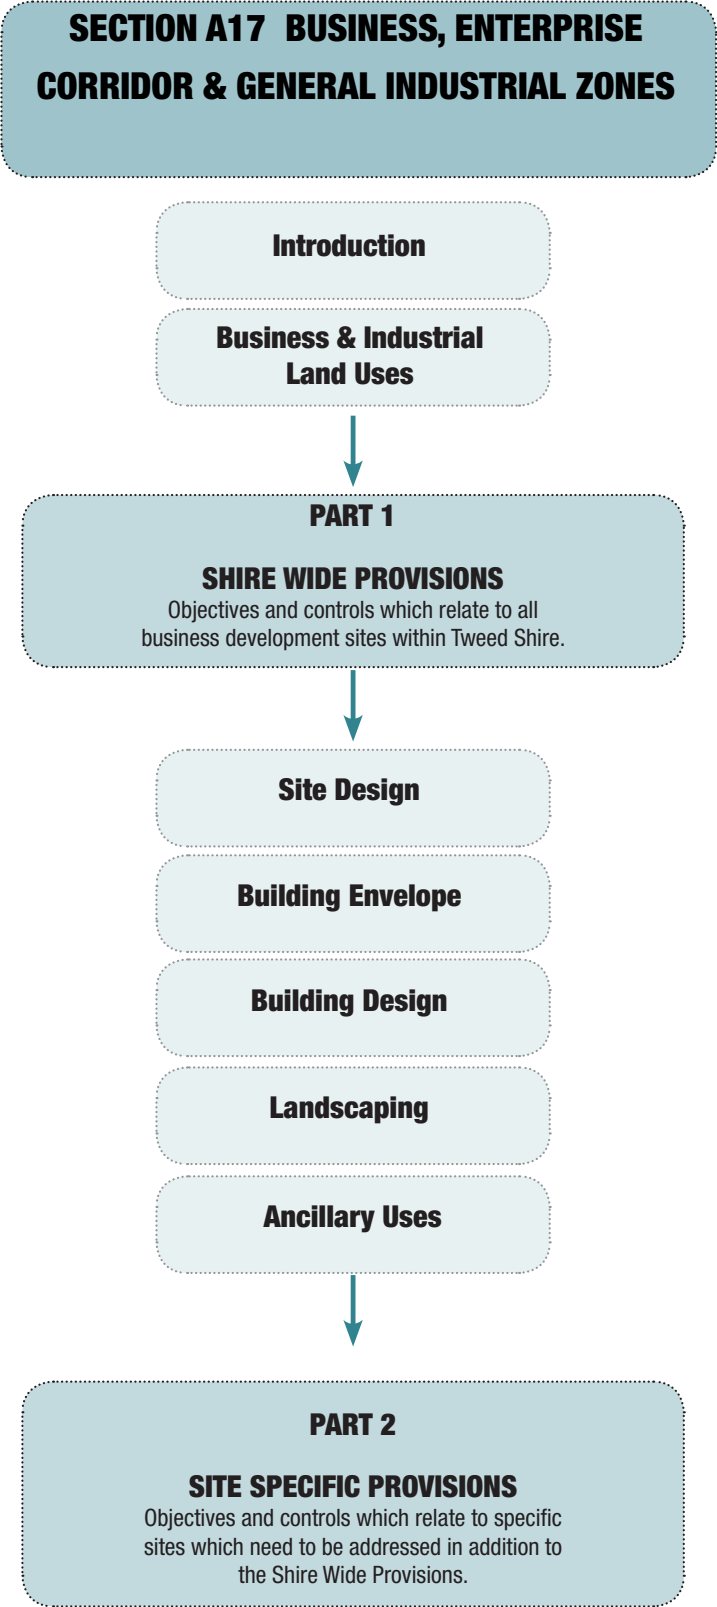 SECTION A17 BUSINESS, ENTERPRISE
CORRIDOR & GENERAL INDUSTRIAL ZONES
Introduction
Business & Industrial
Land Uses
PART 1
SHIRE WIDE PROVISIONS
Objectives and controls which relate to all
business development sites within Tweed Shire.
Site Design
Building Envelope
Building Design
Landscaping
Ancillary Uses
PART 2
SITE SPECIFIC PROVISIONS
Objectives and controls which relate to specific
sites which need to be addressed in addition to
the Shire Wide Provisions.